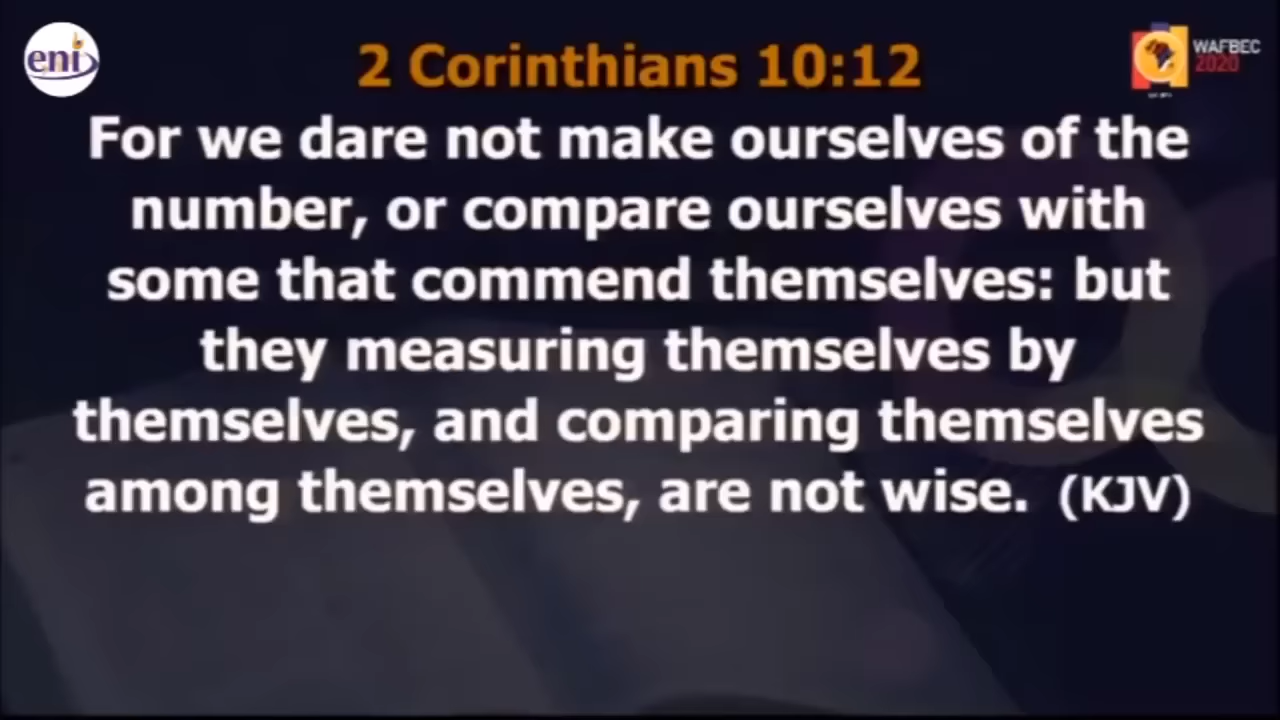 eni
2 Corinthians 10:12
WAFBEC
2020
For we dare not make ourselves of the
number, or compare ourselves with
some that commend themselves: but
they measuring themselves by
themselves, and comparing themselves
among themselves, are not wise. (KJV)